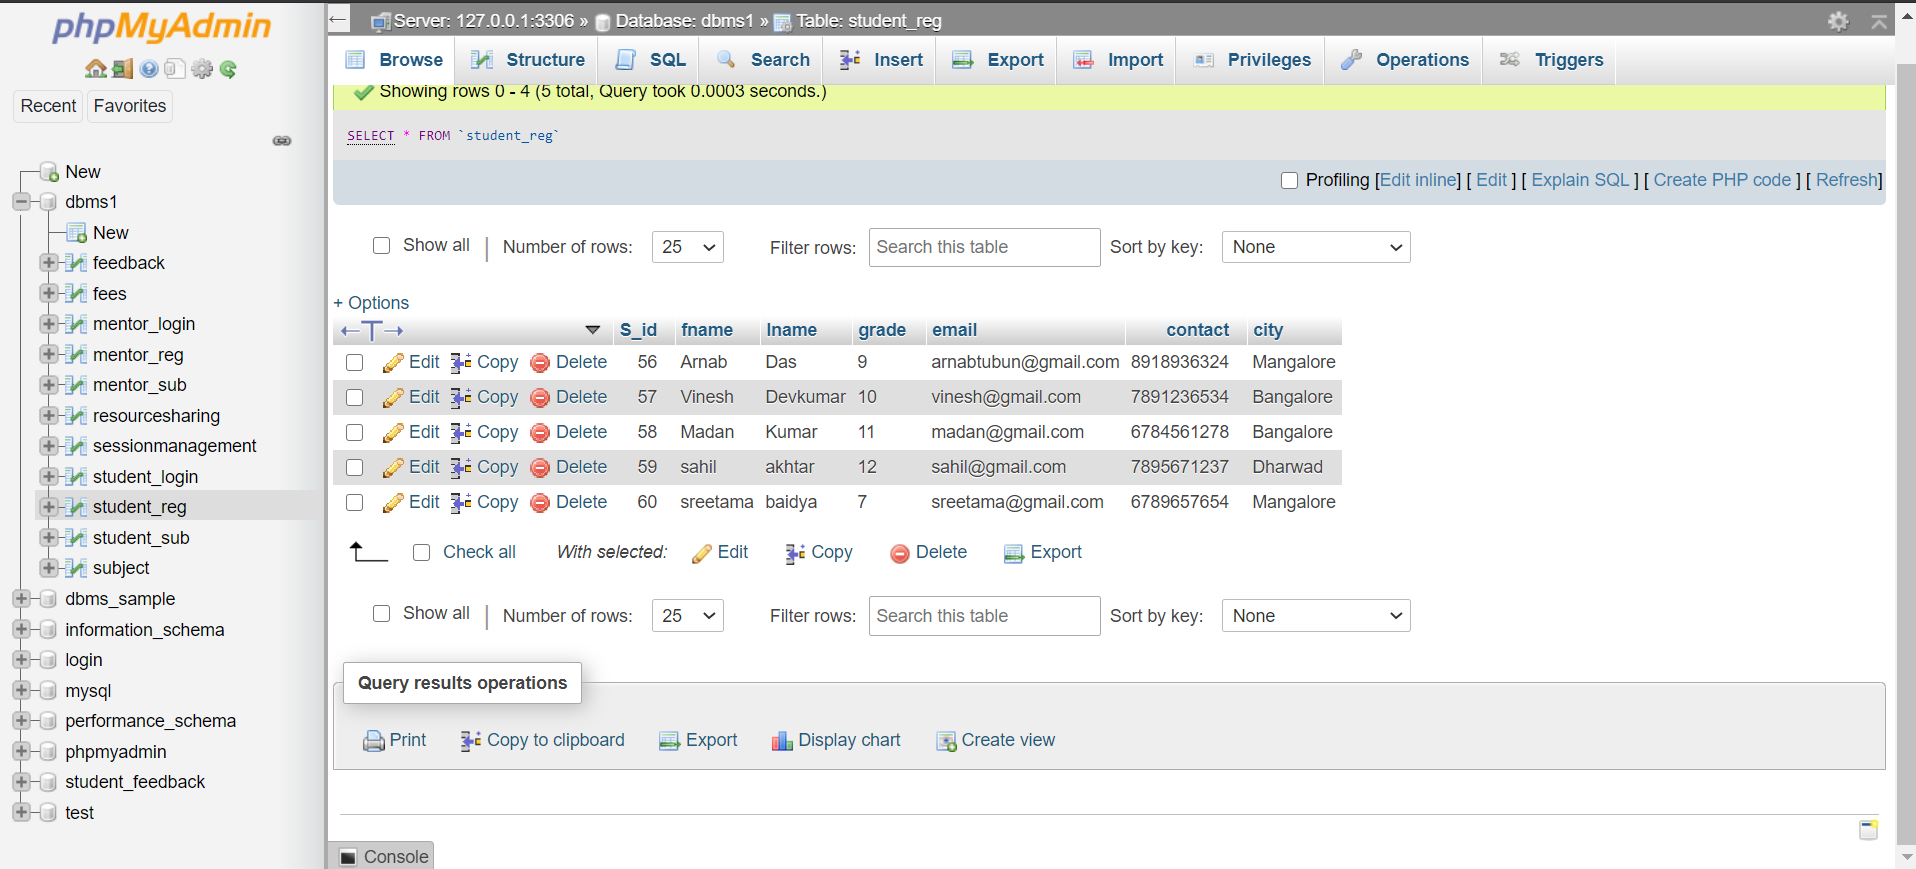 phpMyAdmin
Recent Favorites
New
dbms1
New
feedback
fees
mentor_login
mentor_reg
mentor_sub
resourcesharing
sessionmanagement
student_login
student_reg
student_sub
subject
dbms_sample
information_schema
login
mysql
performance_schema
phpmyadmin
student_feedback
test
Server: 127.0.0.1:3306 » Database: dbms1 » Table: student_reg
Browse Structure SQL Search Insert Export Import Privileges Operations Triggers
Showing rows 0 - 4 (5 total, Query took 0.0003 seconds.)
SELECT * FROM `student_reg`
Profiling [Edit inline] [ Edit ] [ Explain SQL ] [ Create PHP code ] [ Refresh]
Show all | Number of rows: 25 Filter rows: Search this table Sort by key: None
+ Options
←T→ S_id fname lname grade email contact city
Edit Copy Delete 56 Arnab Das 9 arnabtubun@gmail.com 8918936324 Mangalore
Edit Copy Delete 57 Vinesh Devkumar 10 vinesh@gmail.com 7891236534 Bangalore
Edit Copy Delete 58 Madan Kumar 11 madan@gmail.com 6784561278 Bangalore
Edit Copy Delete 59 sahil akhtar 12 sahil@gmail.com 7895671237 Dharwad
Edit Copy Delete 60 sreetama baidya 7 sreetama@gmail.com 6789657654 Mangalore
Check all With selected: Edit Copy Delete Export
Show all | Number of rows: 25 Filter rows: Search this table Sort by key: None
Query results operations
Print Copy to clipboard Export Display chart Create view
Console